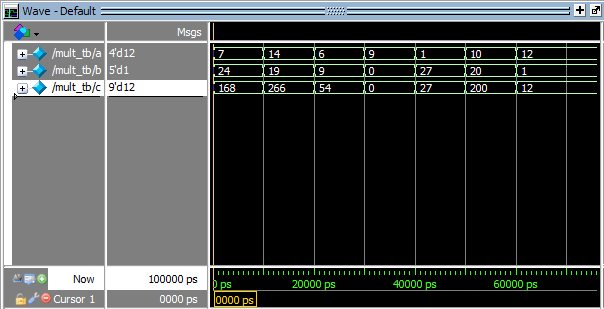 Wave - Default
Msgs
/mult_tb/a 4'd12 7 14 6 9 1 10 12
/mult_tb/b 5'd1 24 19 9 0 27 20 1
/mult_tb/c 9'd12 168 266 54 0 27 200 12
Now 100000 ps ps 20000 ps 40000 ps 60000 ps
Cursor 1 0000 ps 0000 ps